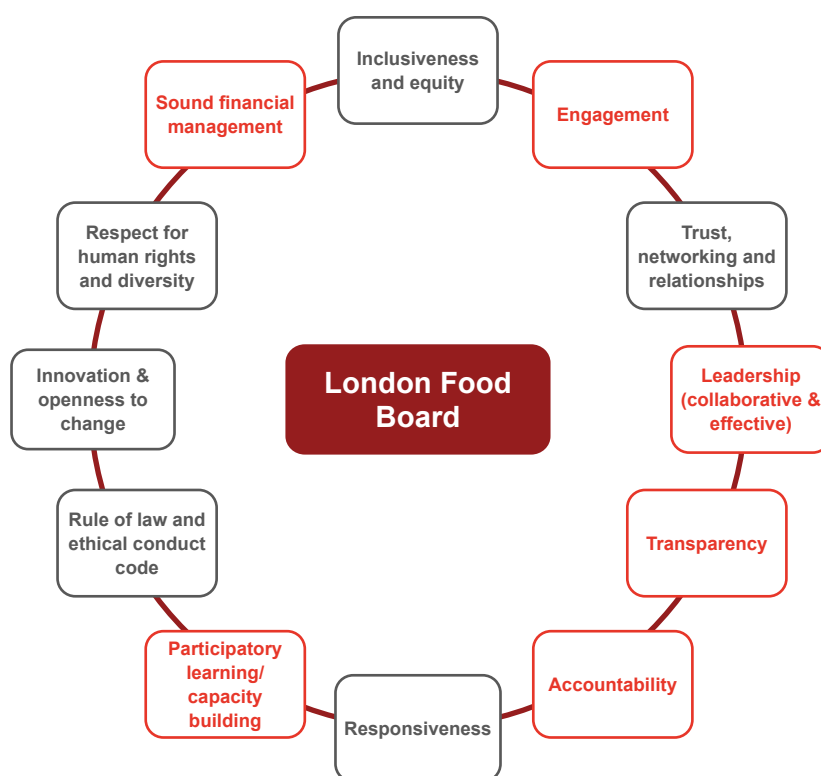 Inclusiveness
and equity
Engagement
Trust,
networking and
relationships
Leadership
(collaborative &
effective)
Transparency
Accountability
Responsiveness
Participatory
learning/
capacity
building
Rule of law and
ethical conduct
code
Innovation &
openness to
change
Respect for
human rights
and diversity
Sound financial
management
London Food
Board